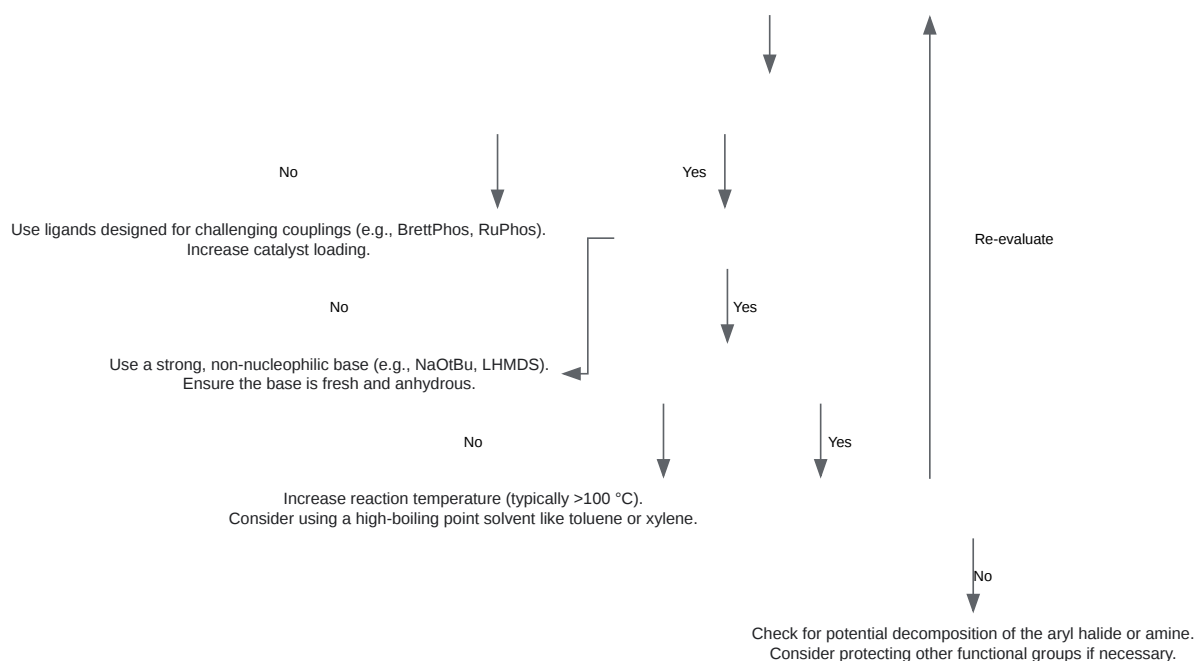 No
Yes
Use ligands designed for challenging couplings (e.g., BrettPhos, RuPhos).
Increase catalyst loading.
Re-evaluate
No
Yes
Use a strong, non-nucleophilic base (e.g., NaOtBu, LHMDS).
Ensure the base is fresh and anhydrous.
No
Yes
Increase reaction temperature (typically >100 °C).
Consider using a high-boiling point solvent like toluene or xylene.
No
Check for potential decomposition of the aryl halide or amine.
Consider protecting other functional groups if necessary.